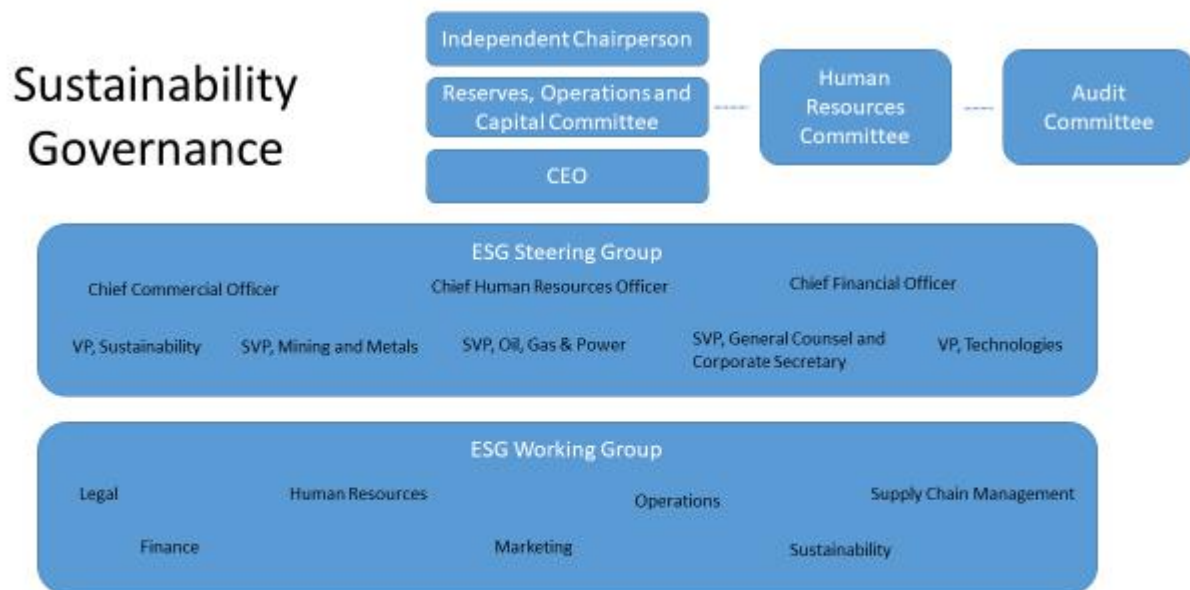 Sustainability
Governance
Independent Chairperson
Reserves, Operations and
Capital Committee
CEO
Human
Resources
Committee
Audit
Committee
ESG Steering Group
Chief Commercial Officer
Chief Human Resources Officer
Chief Financial Officer
VP, Sustainability
SVP, Mining and Metals
SVP, Oil, Gas & Power
SVP, General Counsel and
Corporate Secretary
VP, Technologies
ESG Working Group
Legal
Human Resources
Operations
Supply Chain Management
Finance
Marketing
Sustainability